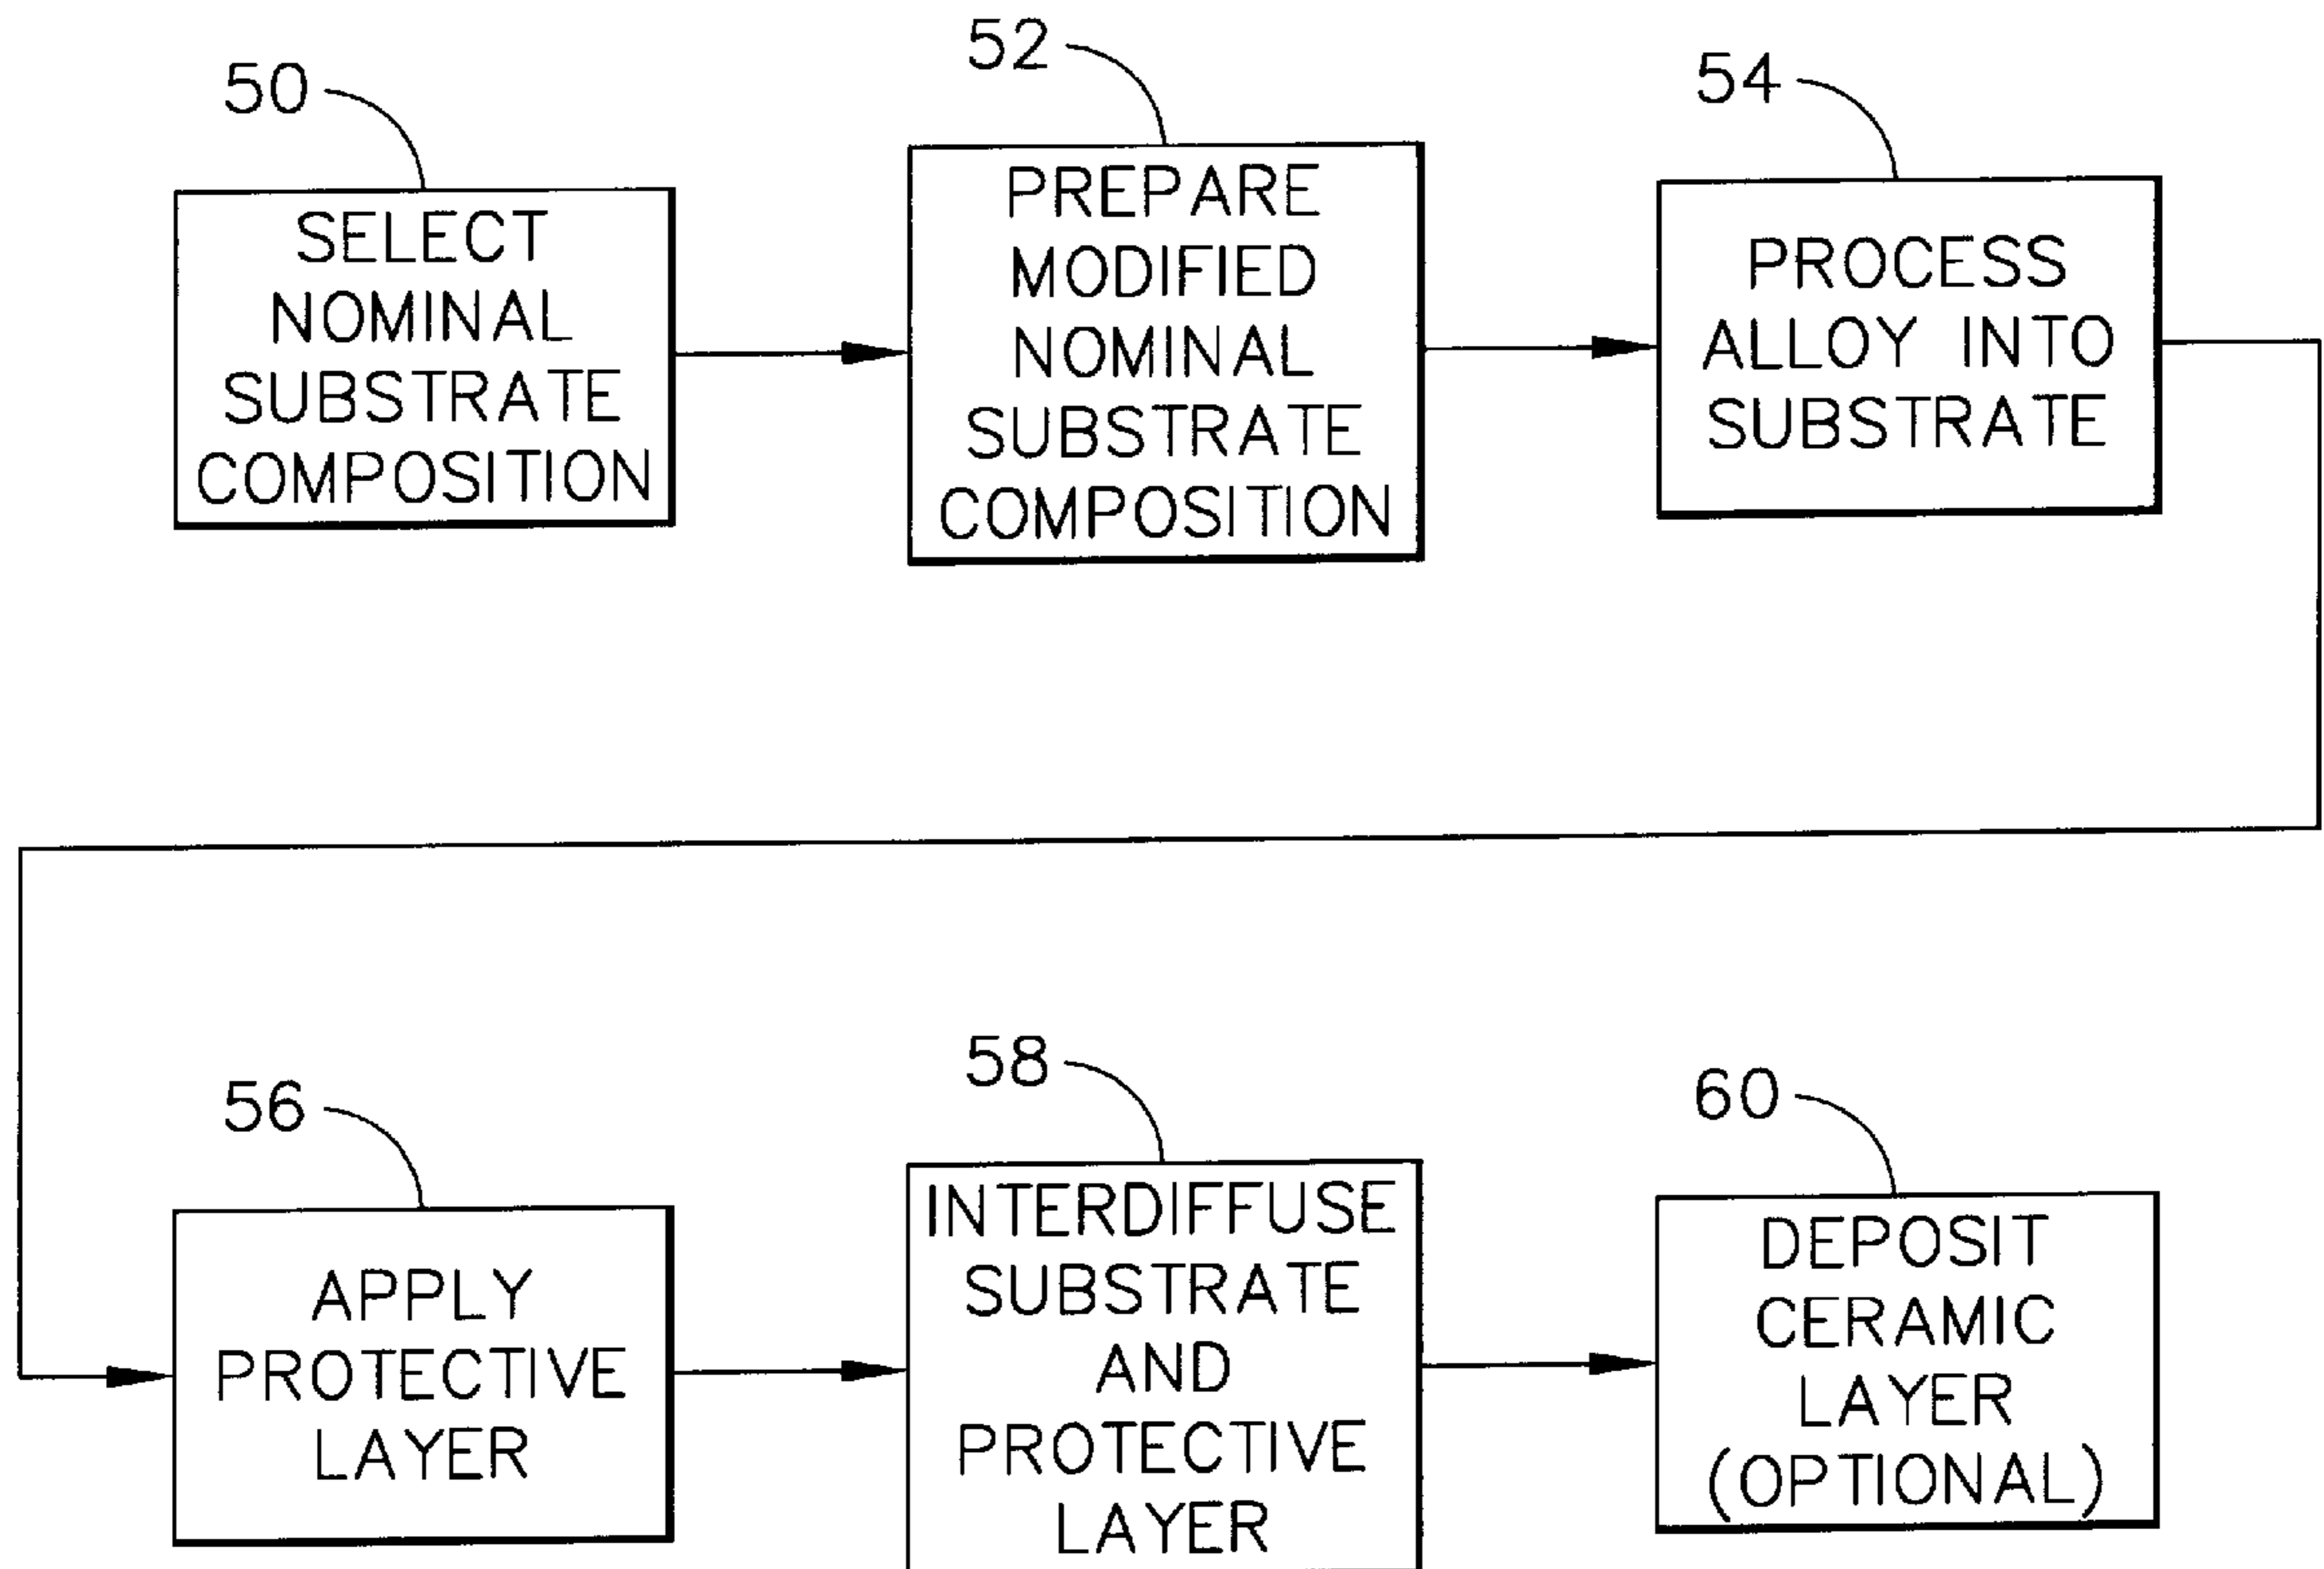 50
SELECT
NOMINAL
SUBSTRATE
COMPOSITION
52
PREPARE
MODIFIED
NOMINAL
SUBSTRATE
COMPOSITION
54
PROCESS
ALLOY INTO
SUBSTRATE
56
APPLY
PROTECTIVE
LAYER
58
INTERDIFFUSE
SUBSTRATE
AND
PROTECTIVE
LAYER
60
DEPOSIT
CERAMIC
LAYER
(OPTIONAL)